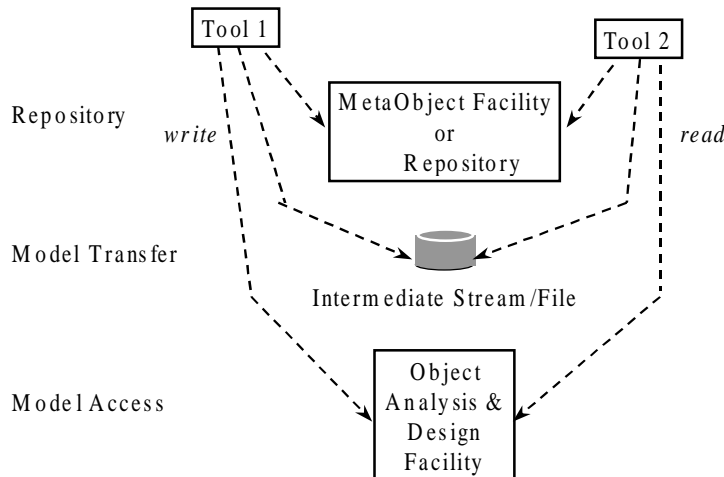 Tool 1
Tool 2
MetaObject Facility
or
Repository
Repository
write
read
Model Transfer
Intermediate Stream/File
Model Access
Object
Analysis &
Design
Facility